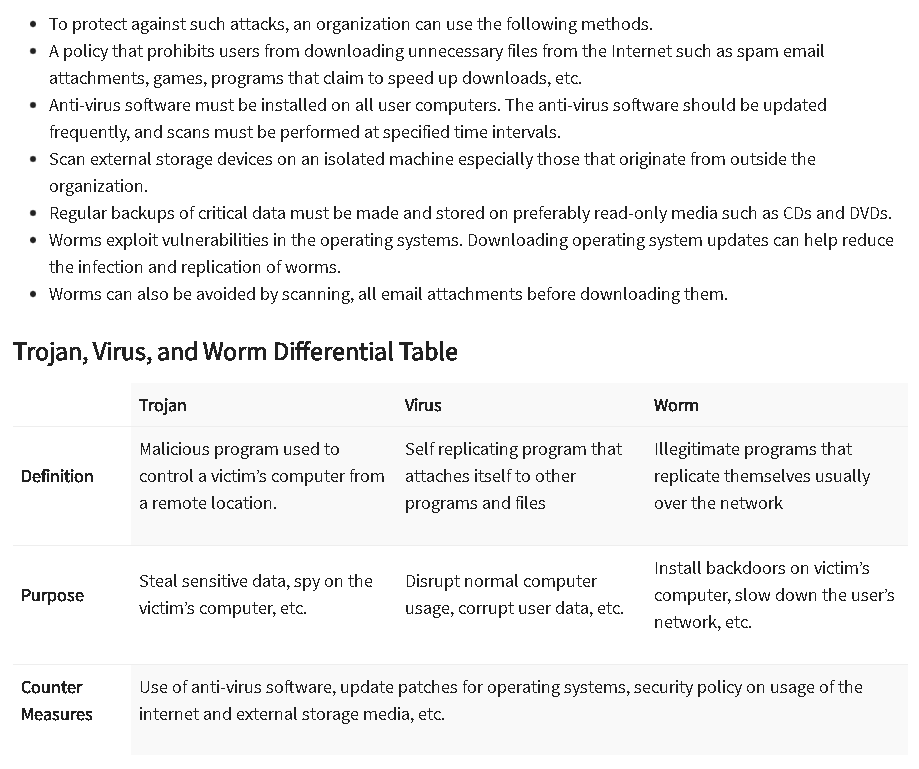 To protect against such attacks, an organization can use the following methods.
A policy that prohibits users from downloading unnecessary files from the Internet such as spam email
attachments, games, programs that claim to speed up downloads, etc.
Anti-virus software must be installed on all user computers. The anti-virus software should be updated
frequently, and scans must be performed at specified time intervals.
Scan external storage devices on an isolated machine especially those that originate from outside the
organization.
Regular backups of critical data must be made and stored on preferably read-only media such as CDs and DVDs.
Worms exploit vulnerabilities in the operating systems. Downloading operating system updates can help reduce
the infection and replication of worms.
Worms can also be avoided by scanning, all email attachments before downloading them.
Trojan, Virus, and Worm Differential Table
Trojan Virus Worm
Definition
Malicious program used to
control a victim's computer from
a remote location.
Self replicating program that
attaches itself to other
programs and files
Illegitimate programs that
replicate themselves usually
over the network
Purpose
Steal sensitive data, spy on the
victim's computer, etc.
Disrupt normal computer
usage, corrupt user data, etc.
Install backdoors on victim's
computer, slow down the user's
network, etc.
Counter
Measures
Use of anti-virus software, update patches for operating systems, security policy on usage of the
internet and external storage media, etc.